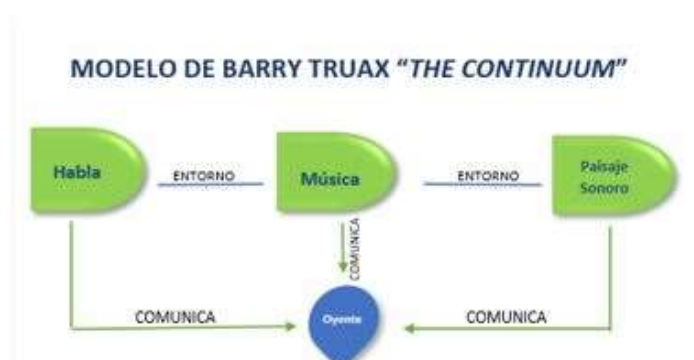 MODELO DE BARRY TRUAX “THE CONTINUUM”
Habla
ENTORNO
Música
ENTORNO
Paisaje
Sonoro
COMUNICA
COMUNICA
Oyente
COMUNICA